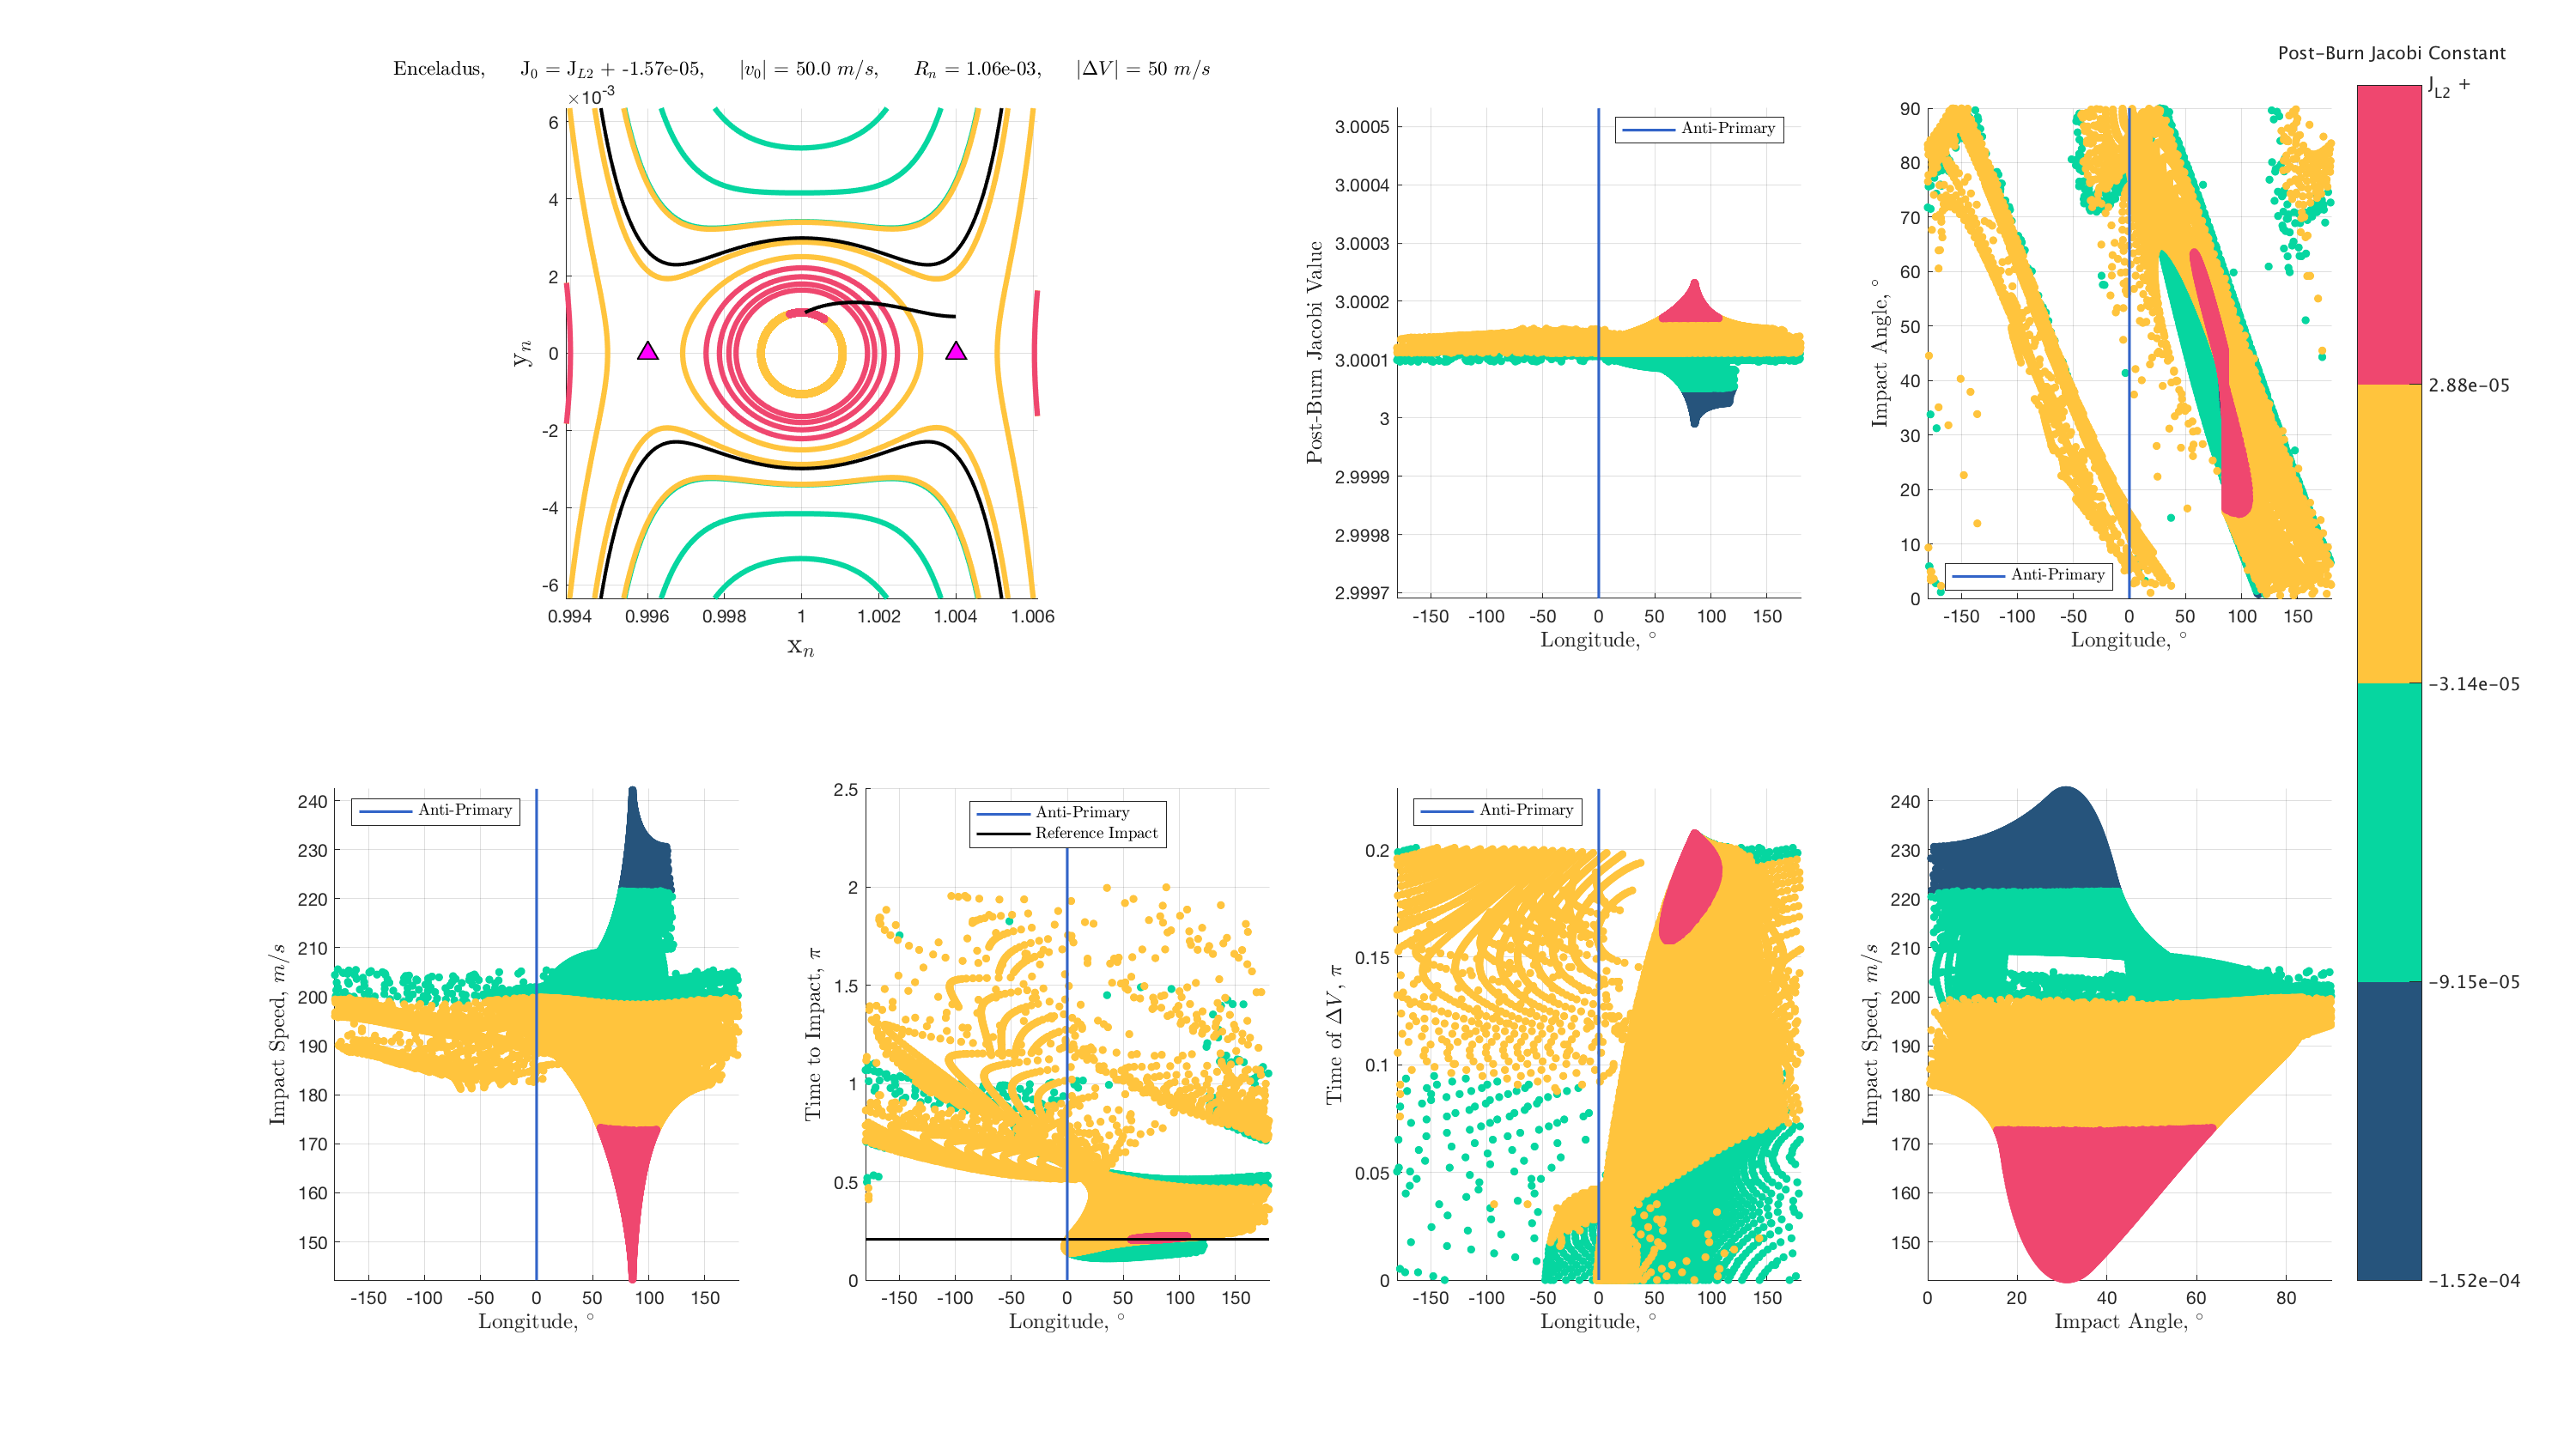 Enceladus, J0 = JL2 + -1.57e-05, |v0| = 50.0 m/s, Rn = 1.06e-03, |ΔV| = 50 m/s
×10-3
6
4
2
0
-2
-4
-6
yn
0.994 0.996 0.998 1 1.002 1.004 1.006
xn
Anti-Primary
3.0005
3.0004
3.0003
3.0002
3.0001
3
2.9999
2.9998
2.9997
Post-Burn Jacobi Value
-150 -100 -50 0 50 100 150
Longitude, °
90
80
70
60
50
40
30
20
10
0
Impact Angle, °
Anti-Primary
-150 -100 -50 0 50 100 150
Longitude, °
Post-Burn Jacobi Constant
JL2 +
2.88e-05
-3.14e-05
-9.15e-05
-1.52e-04
Anti-Primary
240
230
220
210
200
190
180
170
160
150
Impact Speed, m/s
-150 -100 -50 0 50 100 150
Longitude, °
Anti-Primary
Reference Impact
2.5
2
1.5
1
0.5
0
Time to Impact, π
-150 -100 -50 0 50 100 150
Longitude, °
Anti-Primary
0.2
0.15
0.1
0.05
0
Time of ΔV, π
-150 -100 -50 0 50 100 150
Longitude, °
240
230
220
210
200
190
180
170
160
150
Impact Speed, m/s
0 20 40 60 80
Impact Angle, °